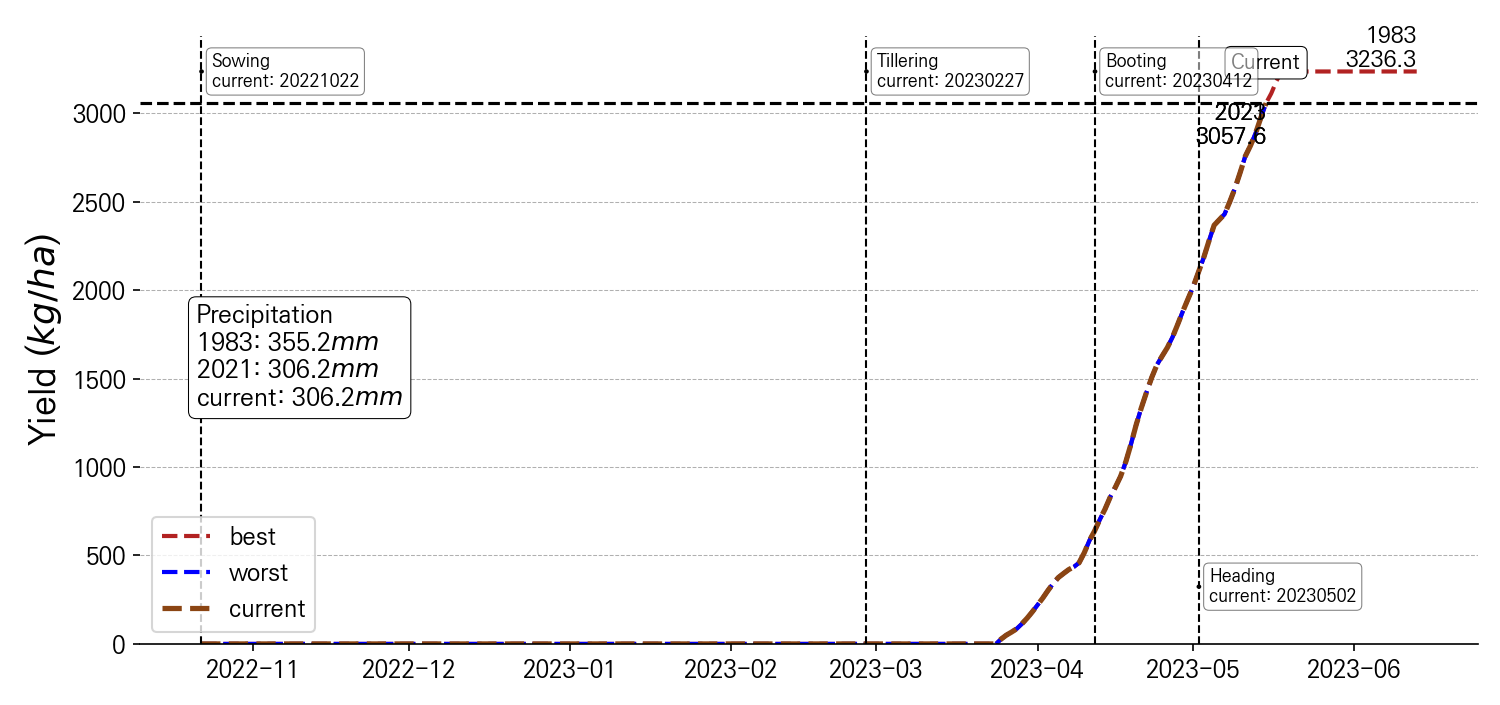 1983
3236.3
Sowing
current: 20221022
Tillering
current: 20230227
Booting
current: 20230412
Current
2023
3057.6
3000
2500
2000
1500
1000
500
0
Yield (kg/ha)
Precipitation
1983: 355.2mm
2021: 306.2mm
current: 306.2mm
best
worst
current
Heading
current: 20230502
2022-11
2022-12
2023-01
2023-02
2023-03
2023-04
2023-05
2023-06